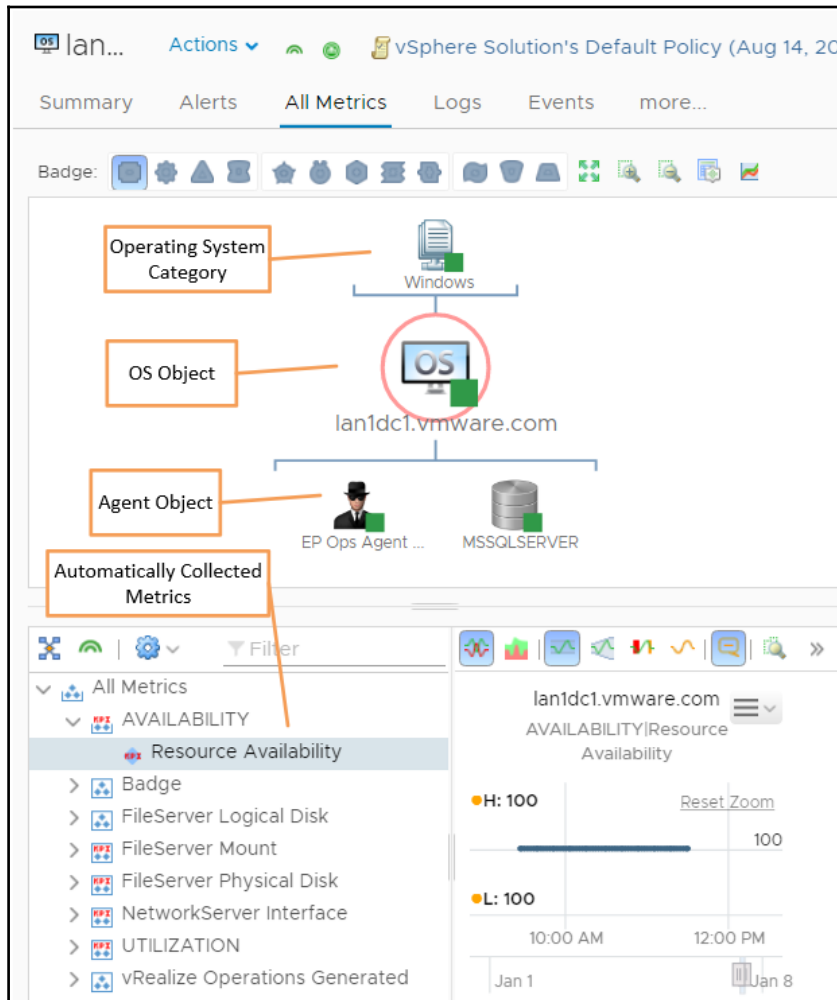 OS lan... Actions vSphere Solution's Default Policy (Aug 14, 20
Summary Alerts All Metrics Logs Events more...
Badge:
Operating System
Category
Windows
OS Object
OS
lan1dc1.vmware.com
Agent Object
EP Ops Agent ... MSSQLSERVER
Automatically Collected
Metrics
Filter
All Metrics
AVAILABILITY
Resource Availability
Badge
FileServer Logical Disk
FileServer Mount
FileServer Physical Disk
NetworkServer Interface
UTILIZATION
vRealize Operations Generated
lan1dc1.vmware.com
AVAILABILITY|Resource
Availability
H: 100 Reset Zoom
100
L: 100
10:00 AM 12:00 PM
Jan 1 Jan 8